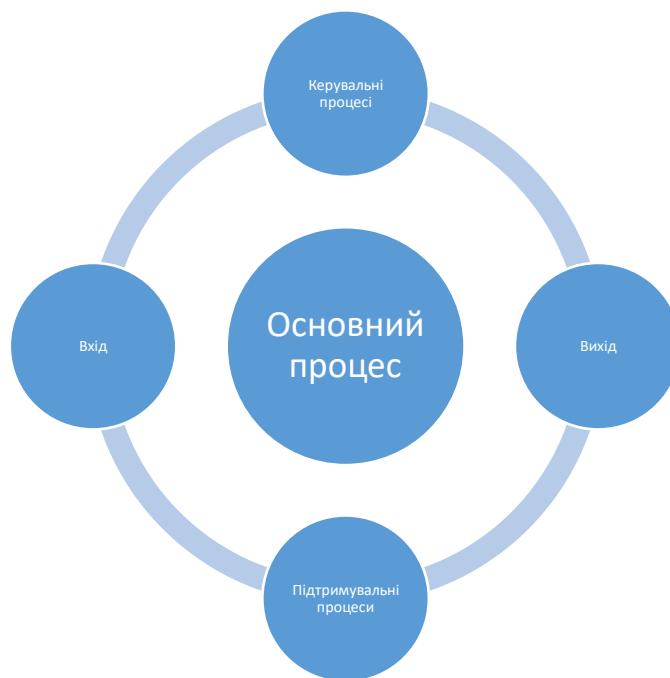 Керувальні
процесі
Вхід
Основний
процес
Вихід
Підтримувальні
процеси